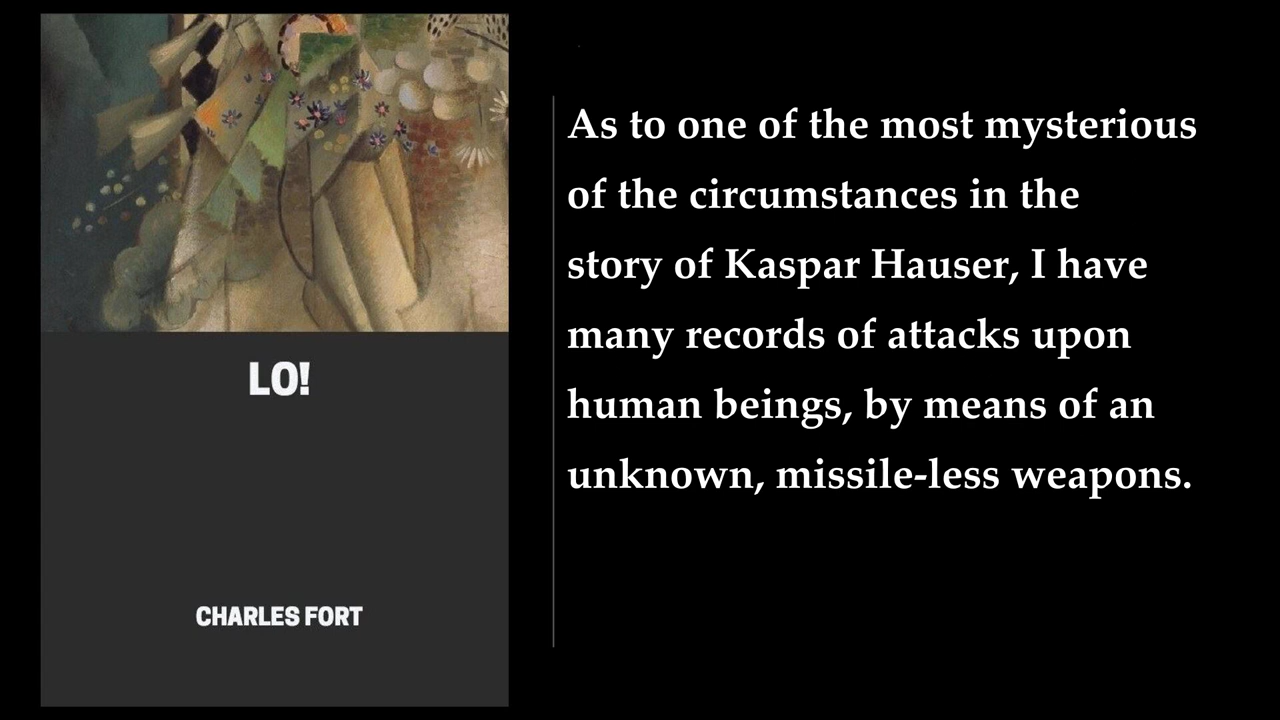 LO!
CHARLES FORT
As to one of the most mysterious
of the circumstances in the
story of Kaspar Hauser, I have
many records of attacks upon
human beings, by means of an
unknown, missile-less weapons.